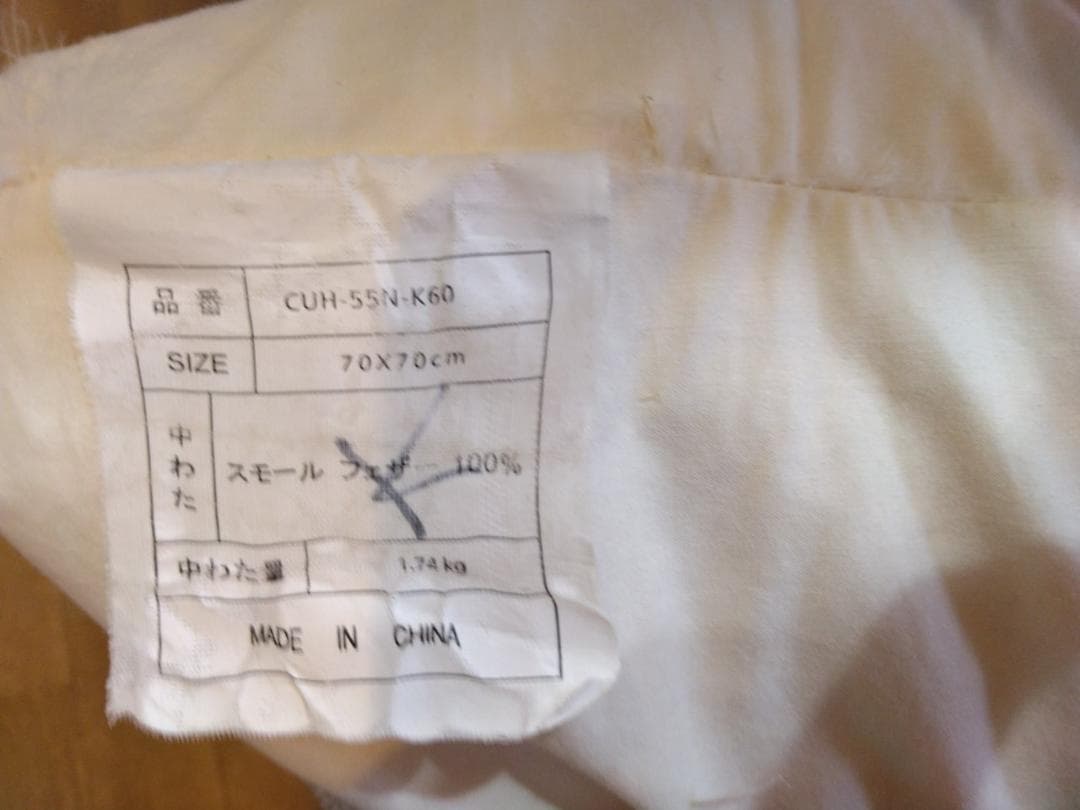 品番 CUH-55N-K60
SIZE 70X70cm
中わた スモール フェザー 100%
中わた量 1.74kg
MADE IN CHINA